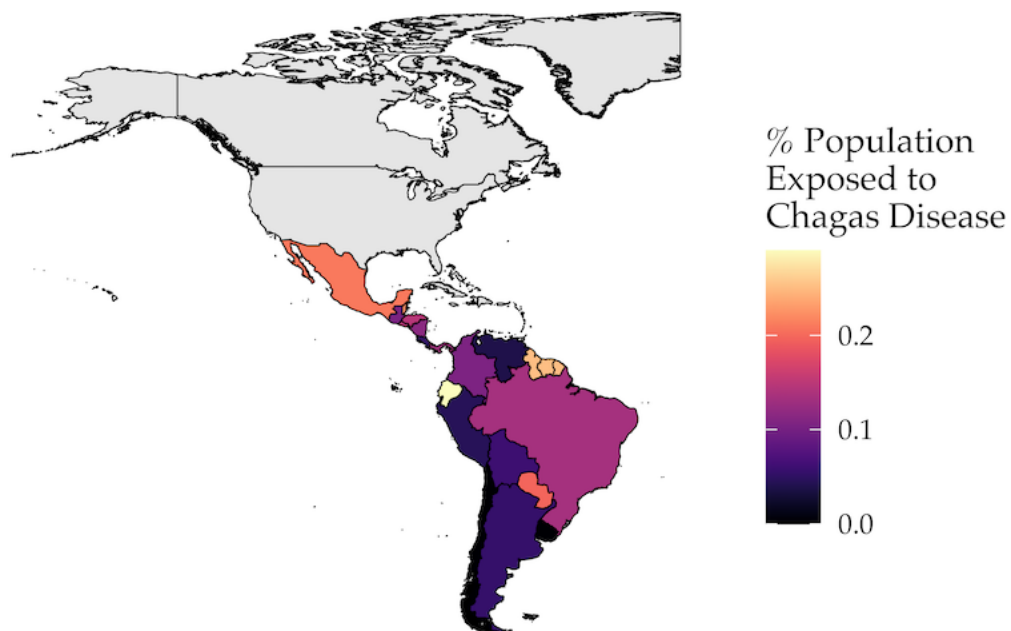 % Population
Exposed to
Chagas Disease
0.2
0.1
0.0